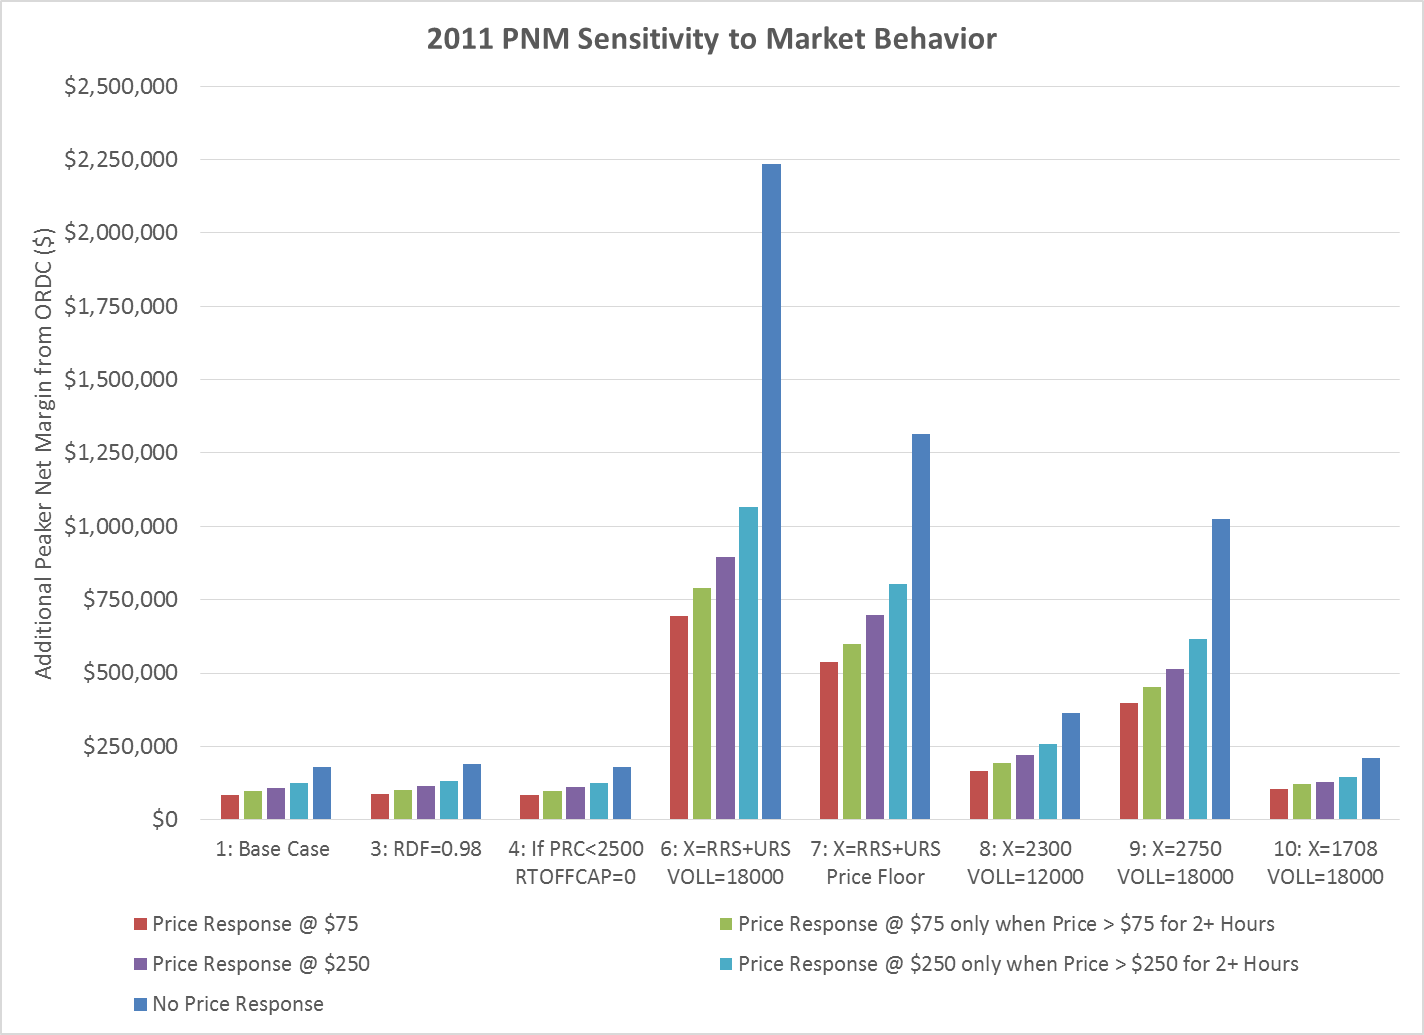 2011 PNM Sensitivity to Market Behavior
Additional Peaker Net Margin from ORDC ($)
$2,500,000
$2,250,000
$2,000,000
$1,750,000
$1,500,000
$1,250,000
$1,000,000
$750,000
$500,000
$250,000
$0
1: Base Case
3: RDF=0.98
4: If PRC<2500
RTOFFCAP=0
6: X=RRS+URS
VOLL=18000
7: X=RRS+URS
Price Floor
8: X=2300
VOLL=12000
9: X=2750
VOLL=18000
10: X=1708
VOLL=18000
Price Response @ $75
Price Response @ $75 only when Price > $75 for 2+ Hours
Price Response @ $250
Price Response @ $250 only when Price > $250 for 2+ Hours
No Price Response